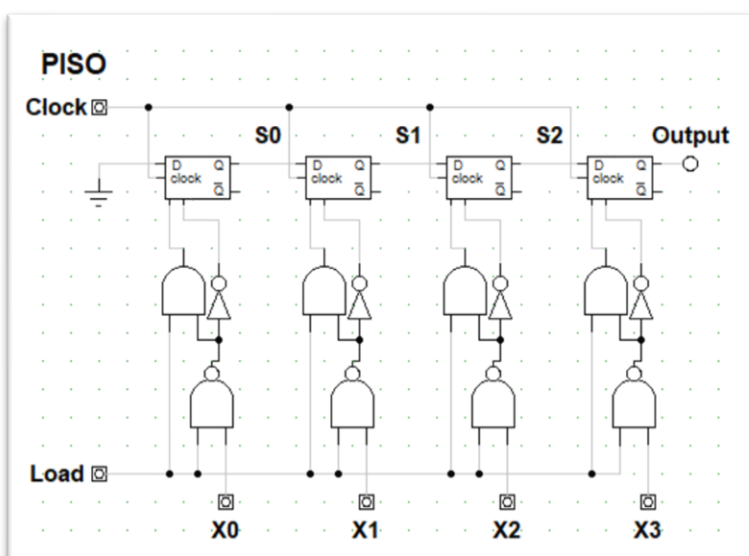 PISO
Clock
S0 S1 S2 Output
D Q D Q D Q D Q
clock clock clock clock
Q̅ Q̅ Q̅ Q̅
Load
X0 X1 X2 X3